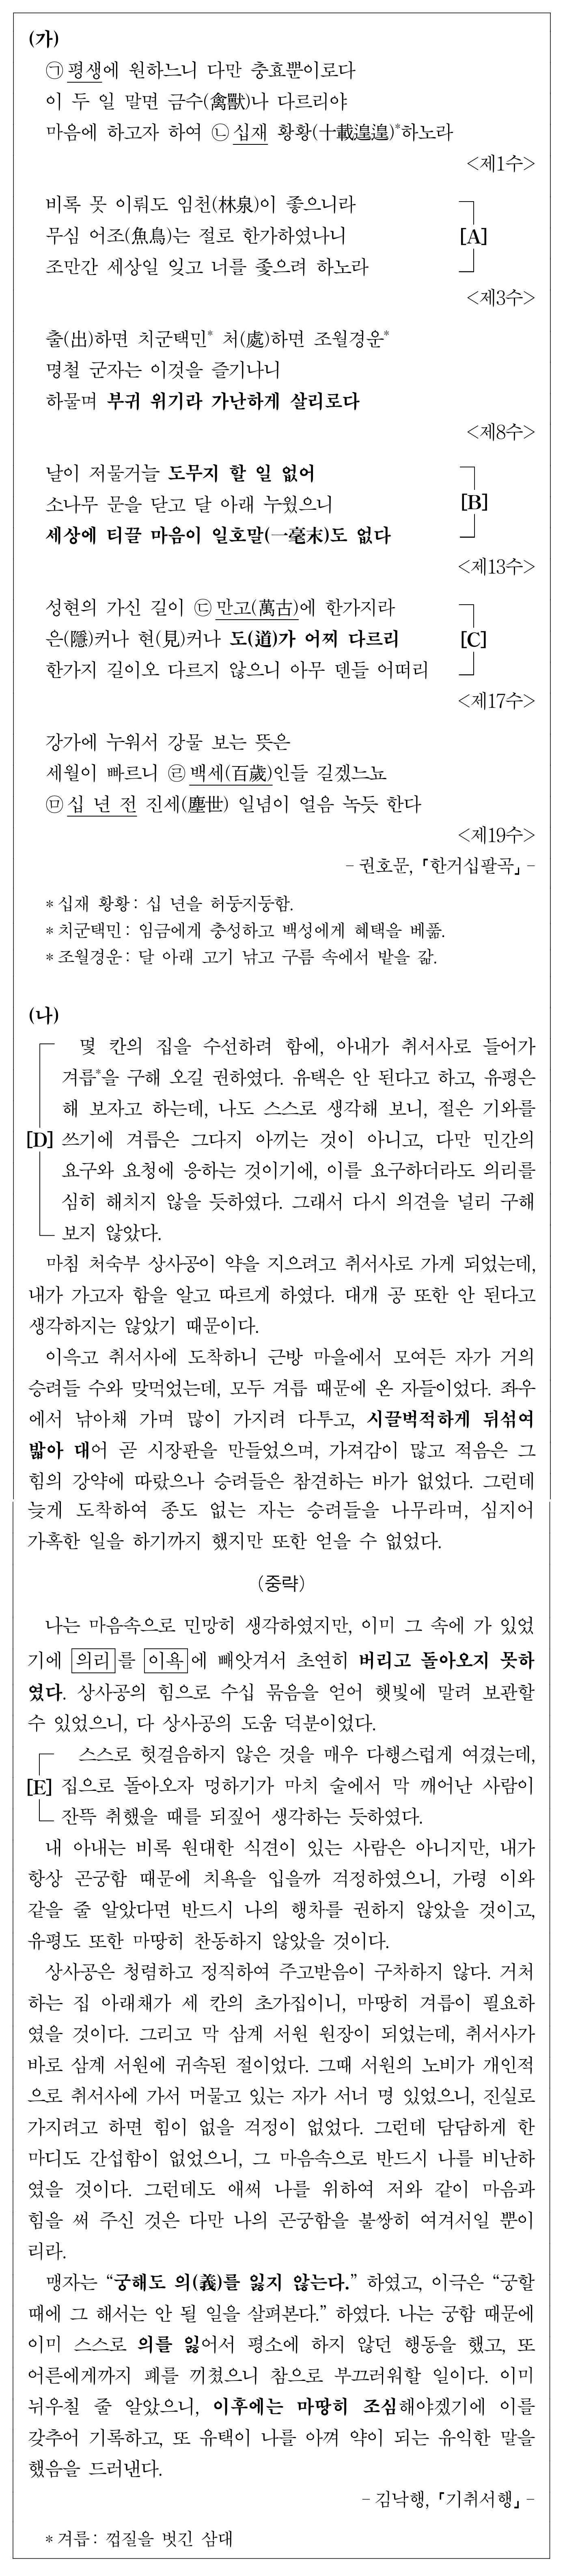 (가)
㉠ 평생에 원하느니 다만 충효뿐이로다
이 두 일 말면 금수(禽獸)나 다르리야
마음에 하고자 하여 ㉡ 십재 황황(十載遑遑)*하노라
<제1수>
비록 못 이뤄도 임천(林泉)이 좋으니라
무심 어조(魚鳥)는 절로 한가하였나니
[A]
조만간 세상일 잊고 너를 좇으려 하노라
<제3수>
출(出)하면 치군택민* 처(處)하면 조월경운*
명철 군자는 이것을 즐기나니
하물며 부귀 위기라 가난하게 살리로다
<제8수>
날이 저물거늘 도무지 할 일 없어
소나무 문을 닫고 달 아래 누웠으니
[B]
세상에 티끌 마음이 일호말(一毫末)도 없다
<제13수>
성현의 가신 길이 ㉢ 만고(萬古)에 한가지라
은(隱)커나 현(見)커나 도(道)가 어찌 다르리
[C]
한가지 길이오 다르지 않으니 아무 덴들 어떠리
<제17수>
강가에 누워서 강물 보는 뜻은
세월이 빠르니 ㉣ 백세(百歲)인들 길겠느뇨
㉤ 십 년 전 진세(塵世) 일념이 얼음 녹듯 한다
<제19수>
- 권호문, 「한거십팔곡」 -
* 십재 황황 : 십 년을 허둥지둥함.
* 치군택민 : 임금에게 충성하고 백성에게 혜택을 베풂.
* 조월경운 : 달 아래 고기 낚고 구름 속에서 밭을 갊.
(나)
몇 칸의 집을 수선하려 함에, 아내가 취서사로 들어가
겨릅*을 구해 오길 권하였다. 유택은 안 된다고 하고, 유평은
해 보자고 하는데, 나도 스스로 생각해 보니, 절은 기와를
[D]
쓰기에 겨릅은 그다지 아끼는 것이 아니고, 다만 민간의
요구와 요청에 응하는 것이기에, 이를 요구하더라도 의리를
심히 해치지 않을 듯하였다. 그래서 다시 의견을 널리 구해
보지 않았다.
마침 처숙부 상사공이 약을 지으려고 취서사로 가게 되었는데,
내가 가고자 함을 알고 따르게 하였다. 대개 공 또한 안 된다고
생각하지는 않았기 때문이다.
이윽고 취서사에 도착하니 근방 마을에서 모여든 자가 거의
승려들 수와 맞먹었는데, 모두 겨릅 때문에 온 자들이었다. 좌우
에서 낚아채 가며 많이 가지려 다투고, 시끌벅적하게 뒤섞여
밟아 대어 곧 시장판을 만들었으며, 가져감이 많고 적음은 그
힘의 강약에 따랐으나 승려들은 참견하는 바가 없었다. 그런데
늦게 도착하여 종도 없는 자는 승려들을 나무라며, 심지어
가혹한 일을 하기까지 했지만 또한 얻을 수 없었다.
(중략)
나는 마음속으로 민망히 생각하였지만, 이미 그 속에 가 있었
기에 의리를 이욕에 빼앗겨서 초연히 버리고 돌아오지 못하
였다. 상사공의 힘으로 수십 묶음을 얻어 햇빛에 말려 보관할
수 있었으니, 다 상사공의 도움 덕분이었다.
스스로 헛걸음하지 않은 것을 매우 다행스럽게 여겼는데,
[E]
집으로 돌아오자 멍하기가 마치 술에서 막 깨어난 사람이
잔뜩 취했을 때를 되짚어 생각하는 듯하였다.
내 아내는 비록 원대한 식견이 있는 사람은 아니지만, 내가
항상 곤궁함 때문에 치욕을 입을까 걱정하였으니, 가령 이와
같을 줄 알았다면 반드시 나의 행차를 권하지 않았을 것이고,
유평도 또한 마땅히 찬동하지 않았을 것이다.
상사공은 청렴하고 정직하여 주고받음이 구차하지 않다. 거처
하는 집 아래채가 세 칸의 초가집이니, 마땅히 겨릅이 필요하
였을 것이다. 그리고 막 삼계 서원 원장이 되었는데, 취서사가
바로 삼계 서원에 귀속된 절이었다. 그때 서원의 노비가 개인적
으로 취서사에 가서 머물고 있는 자가 서너 명 있었으니, 진실로
가지려고 하면 힘이 없을 걱정이 없었다. 그런데 담담하게 한
마디도 간섭함이 없었으니, 그 마음속으로 반드시 나를 비난하
였을 것이다. 그런데도 애써 나를 위하여 저와 같이 마음과
힘을 써 주신 것은 다만 나의 곤궁함을 불쌍히 여겨서일 뿐이
리라.
맹자는 “궁해도 의(義)를 잃지 않는다.” 하였고, 이극은 “궁할
때에 그 해서는 안 될 일을 살펴본다.” 하였다. 나는 궁함 때문에
이미 스스로 의를 잃어서 평소에 하지 않던 행동을 했고, 또
어른에게까지 폐를 끼쳤으니 참으로 부끄러워할 일이다. 이미
뉘우칠 줄 알았으니, 이후에는 마땅히 조심해야겠기에 이를
갖추어 기록하고, 또 유택이 나를 아껴 약이 되는 유익한 말을
했음을 드러낸다.
- 김낙행, 「기취서행」 -
* 겨릅 : 껍질을 벗긴 삼대